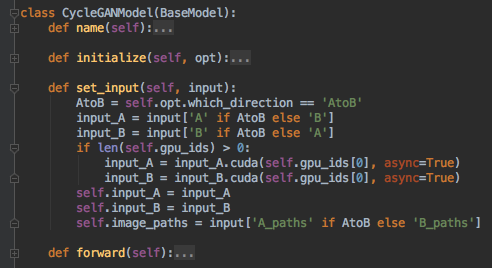 class CycleGANModel(BaseModel):
    def name(self):...
    def initialize(self, opt):...
    def set_input(self, input):
        AtoB = self.opt.which_direction == 'AtoB'
        input_A = input['A' if AtoB else 'B']
        input_B = input['B' if AtoB else 'A']
        if len(self.gpu_ids) > 0:
            input_A = input_A.cuda(self.gpu_ids[0], async=True)
            input_B = input_B.cuda(self.gpu_ids[0], async=True)
        self.input_A = input_A
        self.input_B = input_B
        self.image_paths = input['A_paths' if AtoB else 'B_paths']
    def forward(self):...